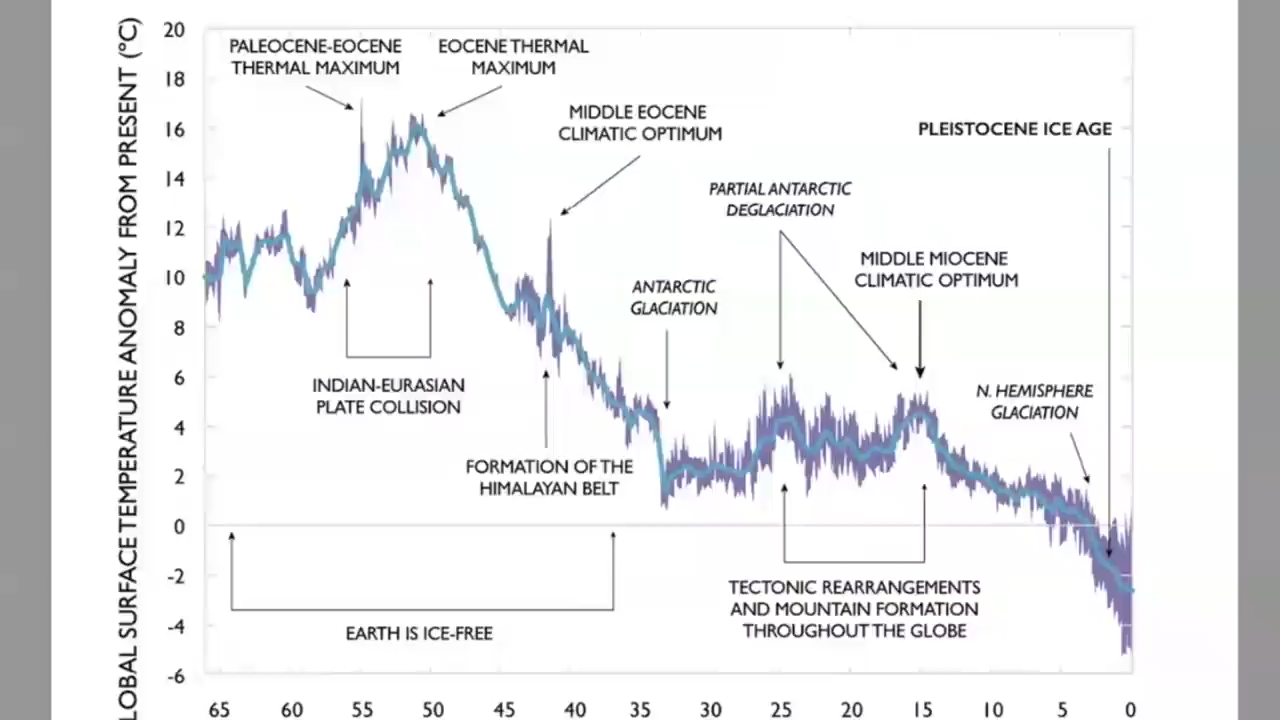 LOBAL SURFACE TEMPERATURE ANOMALY FROM PRESENT (°C)
20
18
16
14
12
10
8
6
4
2
0
-2
-4
-6
PALEOCENE-EOCENE
THERMAL MAXIMUM
EOCENE THERMAL
MAXIMUM
MIDDLE EOCENE
CLIMATIC OPTIMUM
PLEISTOCENE ICE AGE
PARTIAL ANTARCTIC
DEGLACIATION
MIDDLE MIOCENE
CLIMATIC OPTIMUM
ANTARCTIC
GLACIATION
INDIAN-EURASIAN
PLATE COLLISION
N. HEMISPHERE
GLACIATION
FORMATION OF THE
HIMALAYAN BELT
TECTONIC REARRANGEMENTS
AND MOUNTAIN FORMATION
THROUGHOUT THE GLOBE
EARTH IS ICE-FREE
65 60 55 50 45 40 35 30 25 20 15 10 5 0